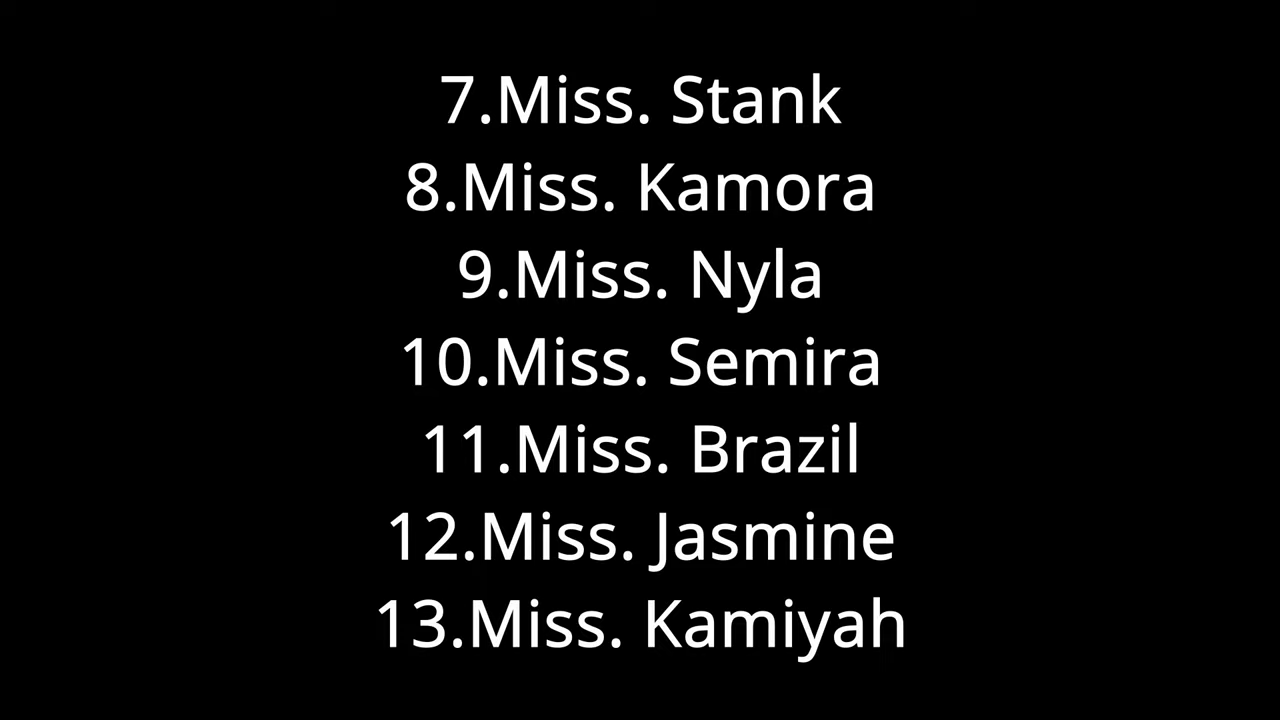 7.Miss. Stank
8.Miss. Kamora
9.Miss. Nyla
10.Miss. Semira
11.Miss. Brazil
12.Miss. Jasmine
13.Miss. Kamiyah